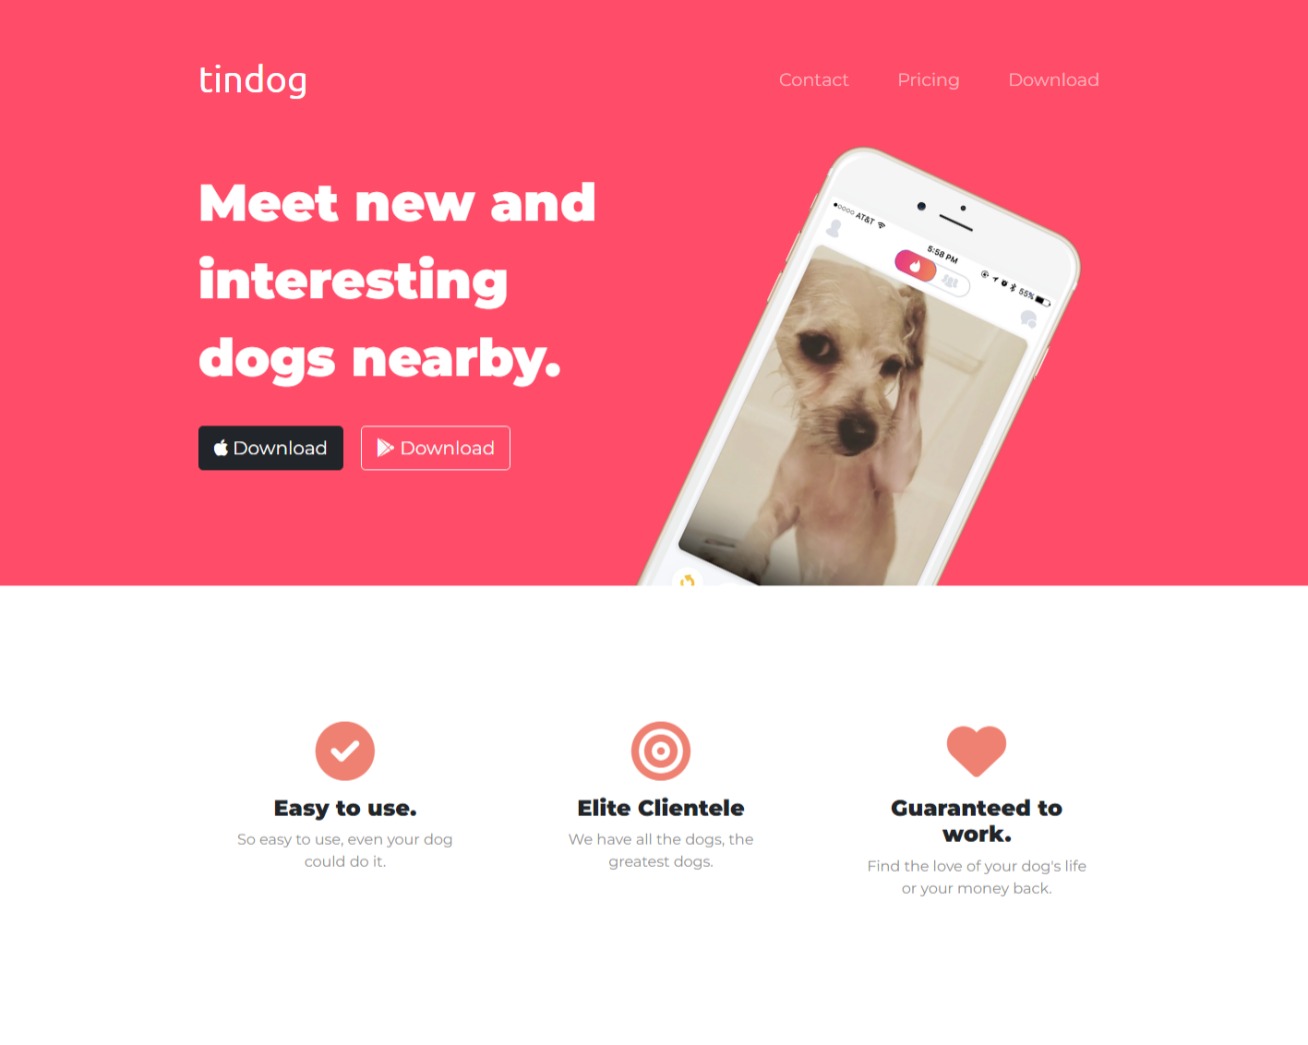 tindog
Contact Pricing Download
Meet new and
interesting
dogs nearby.
Download Download
AT&T
5:58 PM
55%
Easy to use.
So easy to use, even your dog
could do it.
Elite Clientele
We have all the dogs, the
greatest dogs.
Guaranteed to
work.
Find the love of your dog's life
or your money back.